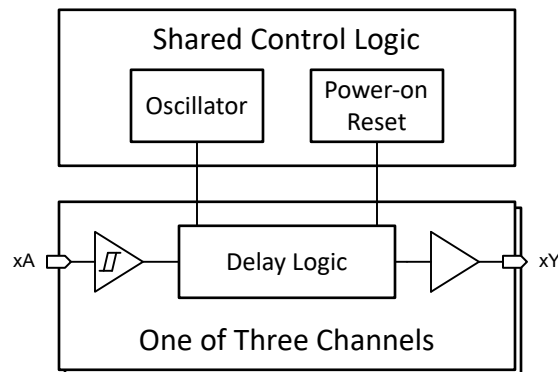 Shared Control Logic
Oscillator
Power-on
Reset
xA
Delay Logic
xY
One of Three Channels